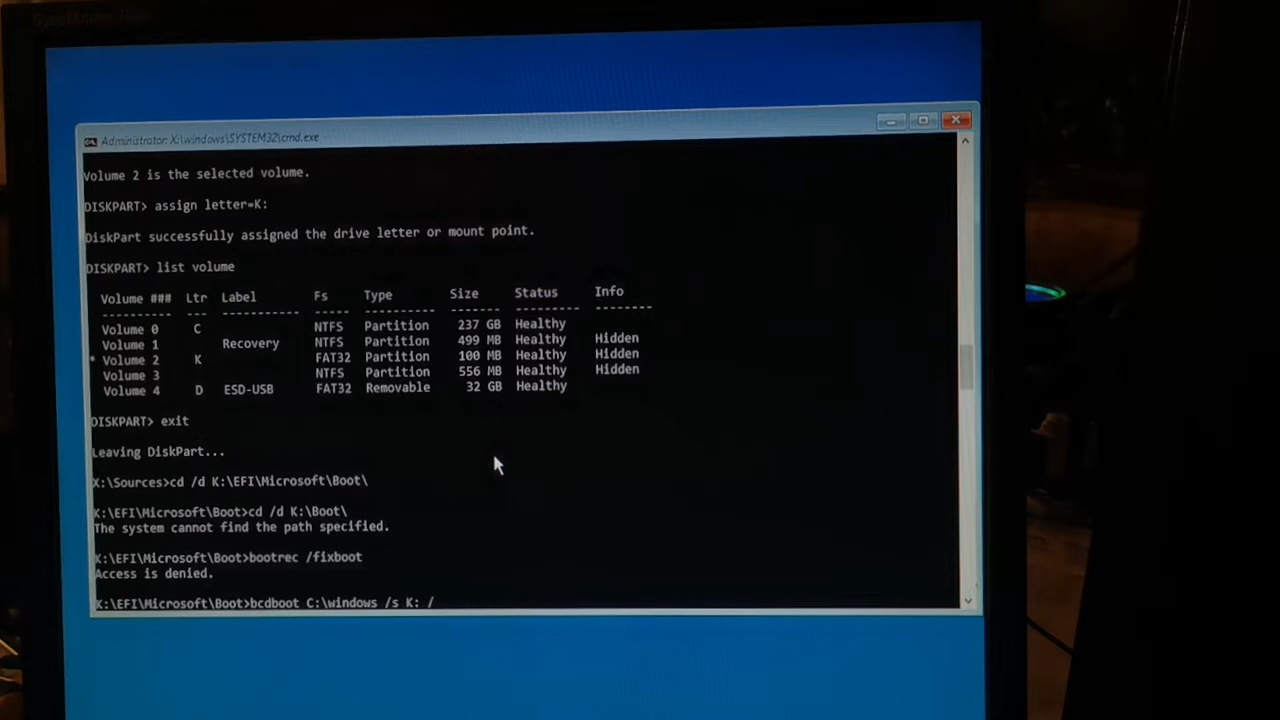 Administrator: X:\windows\SYSTEM32\cmd.exe
Volume 2 is the selected volume.
DISKPART> assign letter=K:
DiskPart successfully assigned the drive letter or mount point.
DISKPART> list volume
Volume ### Ltr Label Fs Type Size Status Info
---------- --- ----------- ----- ---------- ------- --------- --------
Volume 0 C NTFS Partition 237 GB Healthy
Volume 1 Recovery NTFS Partition 499 MB Healthy Hidden
* Volume 2 K FAT32 Partition 100 MB Healthy Hidden
Volume 3 NTFS Partition 556 MB Healthy Hidden
Volume 4 D ESD-USB FAT32 Removable 32 GB Healthy
DISKPART> exit
Leaving DiskPart...
X:\Sources>cd /d K:\EFI\Microsoft\Boot\
K:\EFI\Microsoft\Boot>cd /d K:\Boot\
The system cannot find the path specified.
K:\EFI\Microsoft\Boot>bootrec /fixboot
Access is denied.
K:\EFI\Microsoft\Boot>bcdboot C:\windows /s K: /